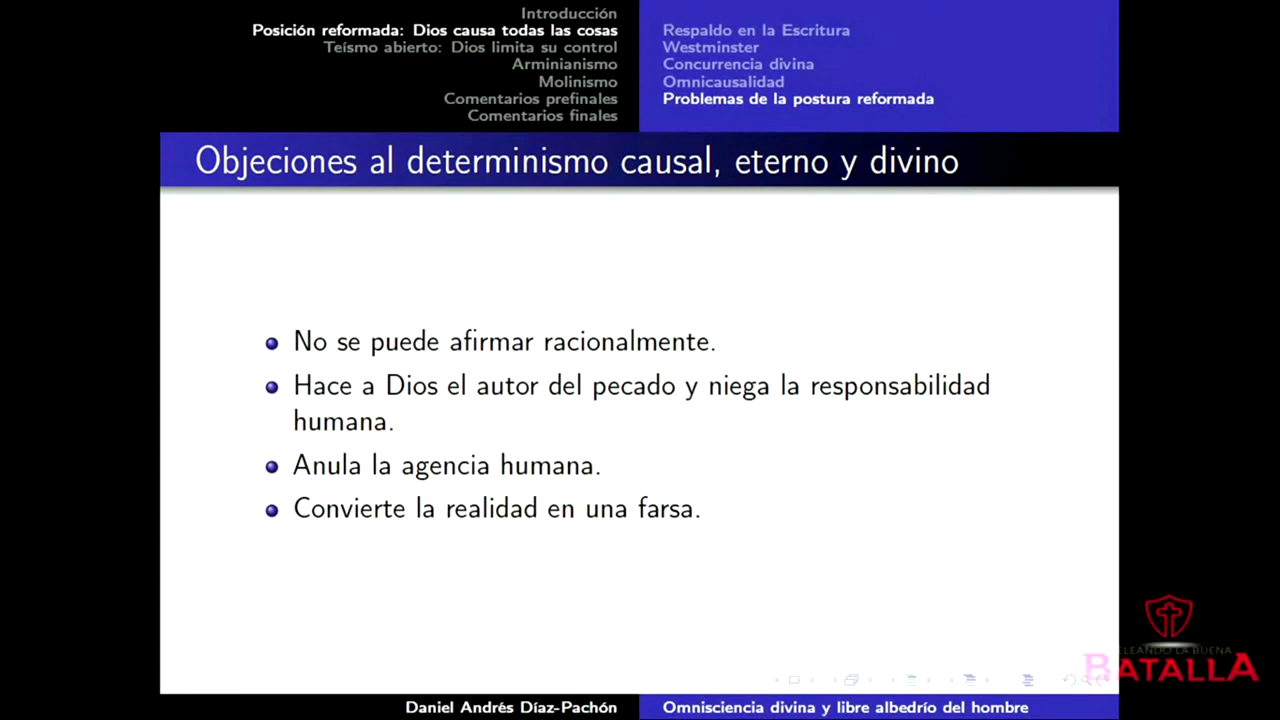 Introducción
Posición reformada: Dios causa todas las cosas
Teísmo abierto: Dios limita su control
Arminianismo
Molinismo
Comentarios prefinales
Comentarios finales
Respaldo en la Escritura
Westminster
Concurrencia divina
Omnicausalidad
Problemas de la postura reformada
Objeciones al determinismo causal, eterno y divino
No se puede afirmar racionalmente.
Hace a Dios el autor del pecado y niega la responsabilidad
humana.
Anula la agencia humana.
Convierte la realidad en una farsa.
ELEANDO LA BUENA
BATALLA
Daniel Andrés Díaz-Pachón
Omnisciencia divina y libre albedrío del hombre